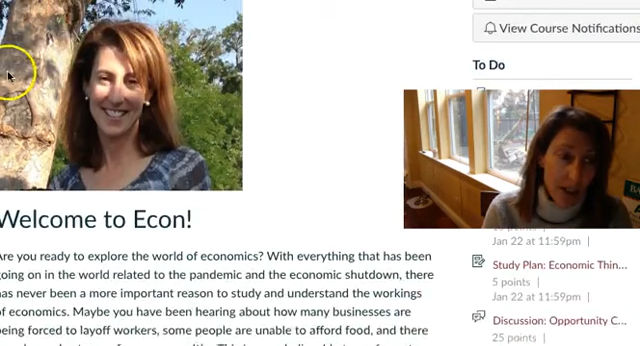 View Course Notifications
To Do
Welcome to Econ!
Are you ready to explore the world of economics? With everything that has been
going on in the world related to the pandemic and the economic shutdown, there
has never been a more important reason to study and understand the workings
of economics. Maybe you have been hearing about how many businesses are
being forced to layoff workers, some people are unable to afford food, and there
points
Jan 22 at 11:59pm |
Study Plan: Economic Thin...
5 points |
Jan 22 at 11:59pm |
Discussion: Opportunity C...
25 points |